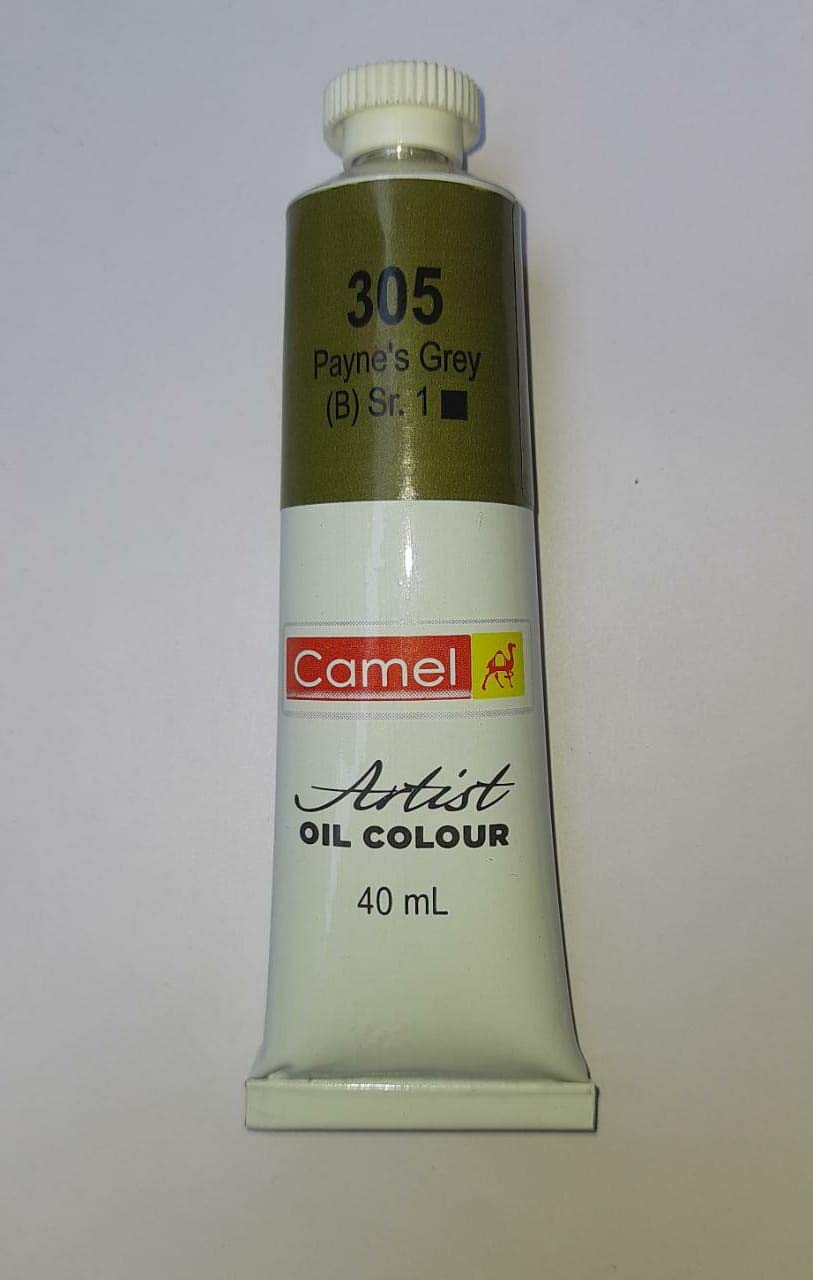 305
Payne's Grey
(B) Sr. 1 ■
Camel
Artist
OIL COLOUR
40 mL